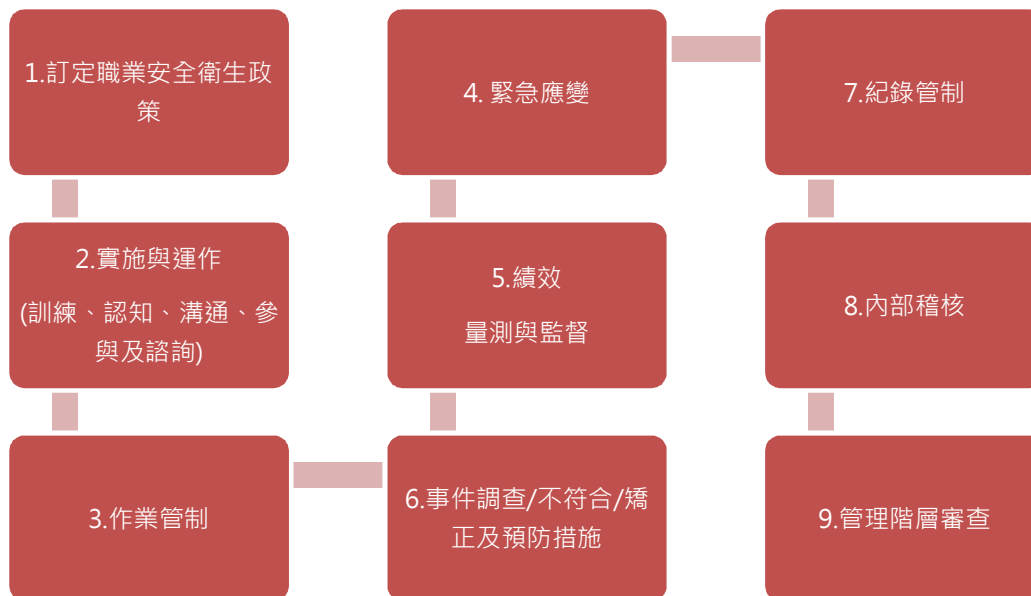 1.訂定職業安全衛生政
策
2.實施與運作
(訓練、認知、溝通、參
與及諮詢)
3.作業管制
4. 緊急應變
5.績效
量測與監督
6.事件調查/不符合/矯
正及預防措施
7.紀錄管制
8.內部稽核
9.管理階層審查